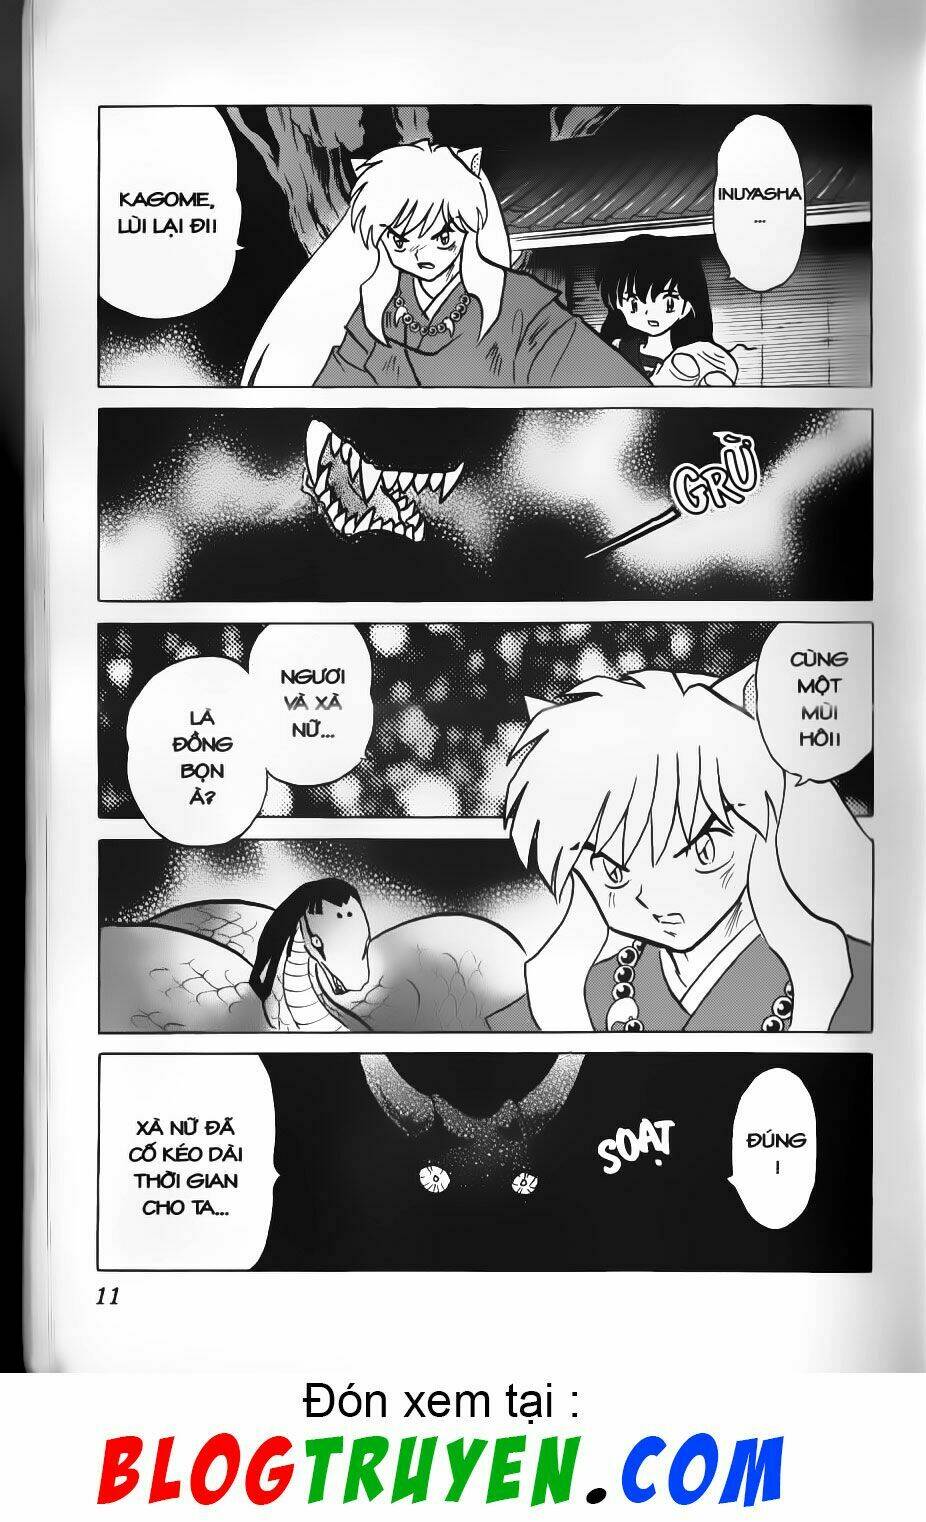 INUYASHA
...
KAGOME,
LÙI LẠI ĐI!
GRỪ
CÙNG
MỘT
MÙI
HÔI!
NGƯƠI
VÀ XÀ
NỮ...
LÀ
ĐỒNG
BỌN
À?
ĐÚNG
!
SOẠT
XÀ NỮ ĐÃ
CỐ KÉO DÀI
THỜI GIAN
CHO TA...
11
Đón xem tại :
BLOGTRUYEN.COM